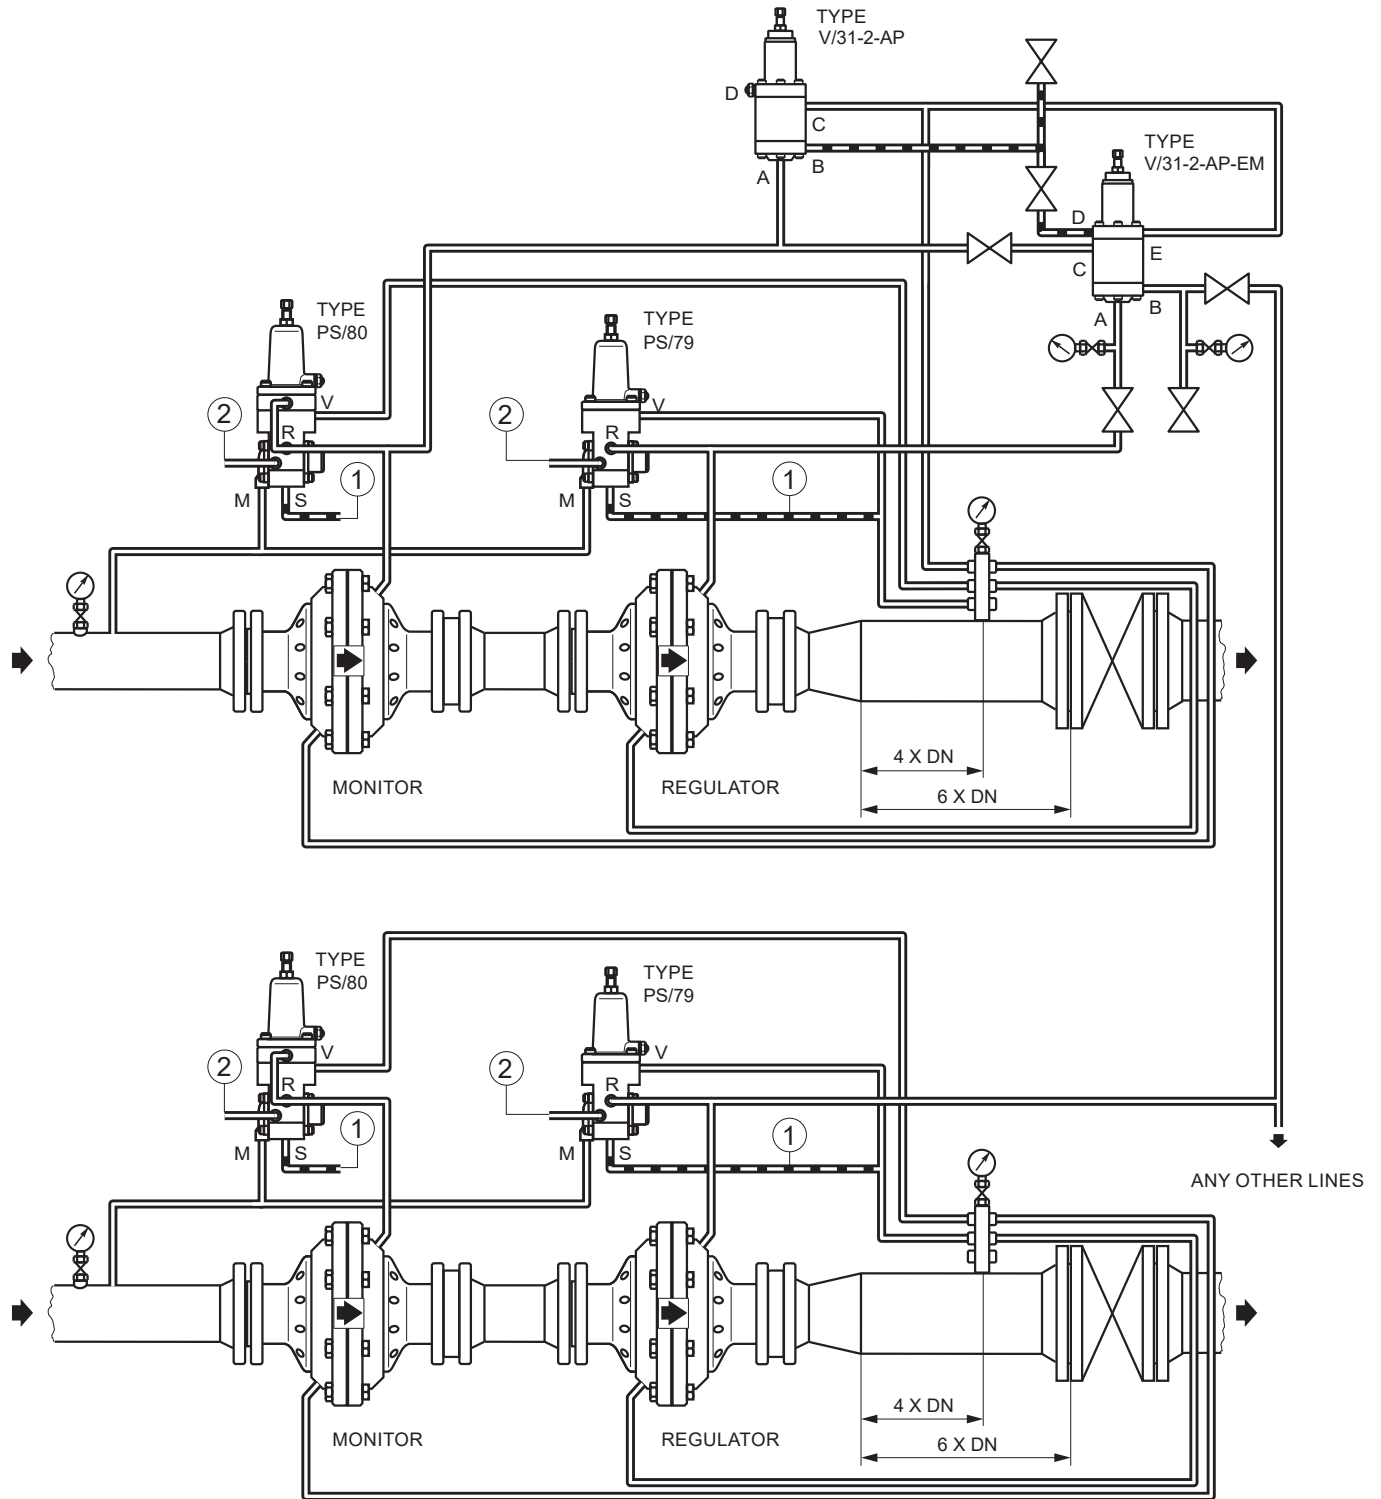 TYPE
V/31-2-AP
D
C
TYPE
V/31-2-AP-EM
B
A
D
E
C
B
A
TYPE
PS/80
TYPE
PS/79
V
V
2
2
R
R
1
1
M
S
M
S
4 X DN
MONITOR
REGULATOR
6 X DN
TYPE
PS/80
TYPE
PS/79
V
V
2
2
R
R
1
1
M
S
M
S
ANY OTHER LINES
4 X DN
MONITOR
REGULATOR
6 X DN